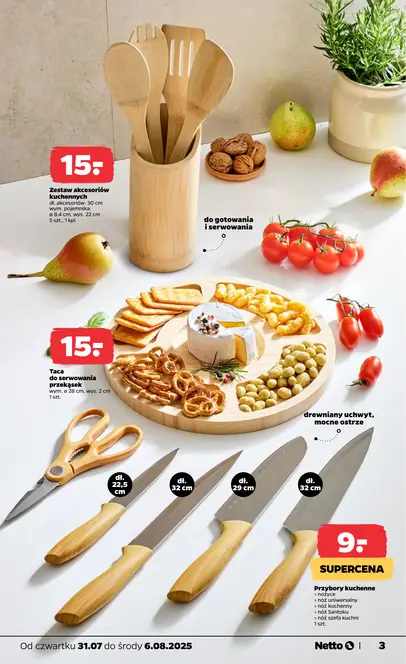 15.-
Zestaw akcesoriów
kuchennych
dł. akcesoriów: 30 cm
wym. pojemnika:
ø 8,4 cm, wys. 22 cm
5 szt., 1 kpl
do gotowania
i serwowania
15.-
Taca
do serwowania
przekąsek
wym. ø 28 cm, wys. 2 cm
1 szt.
drewniany uchwyt,
mocne ostrze
dł.
22,5
cm
dł.
32 cm
dł.
29 cm
dł.
32 cm
9.-
SUPERCENA
Przybory kuchenne
› nożyce
› nóż uniwersalny
› nóż kuchenny
› nóż Santoku
› nóż szefa kuchni
1 szt.
Od czwartku 31.07 do środy 6.08.2025
Netto
3